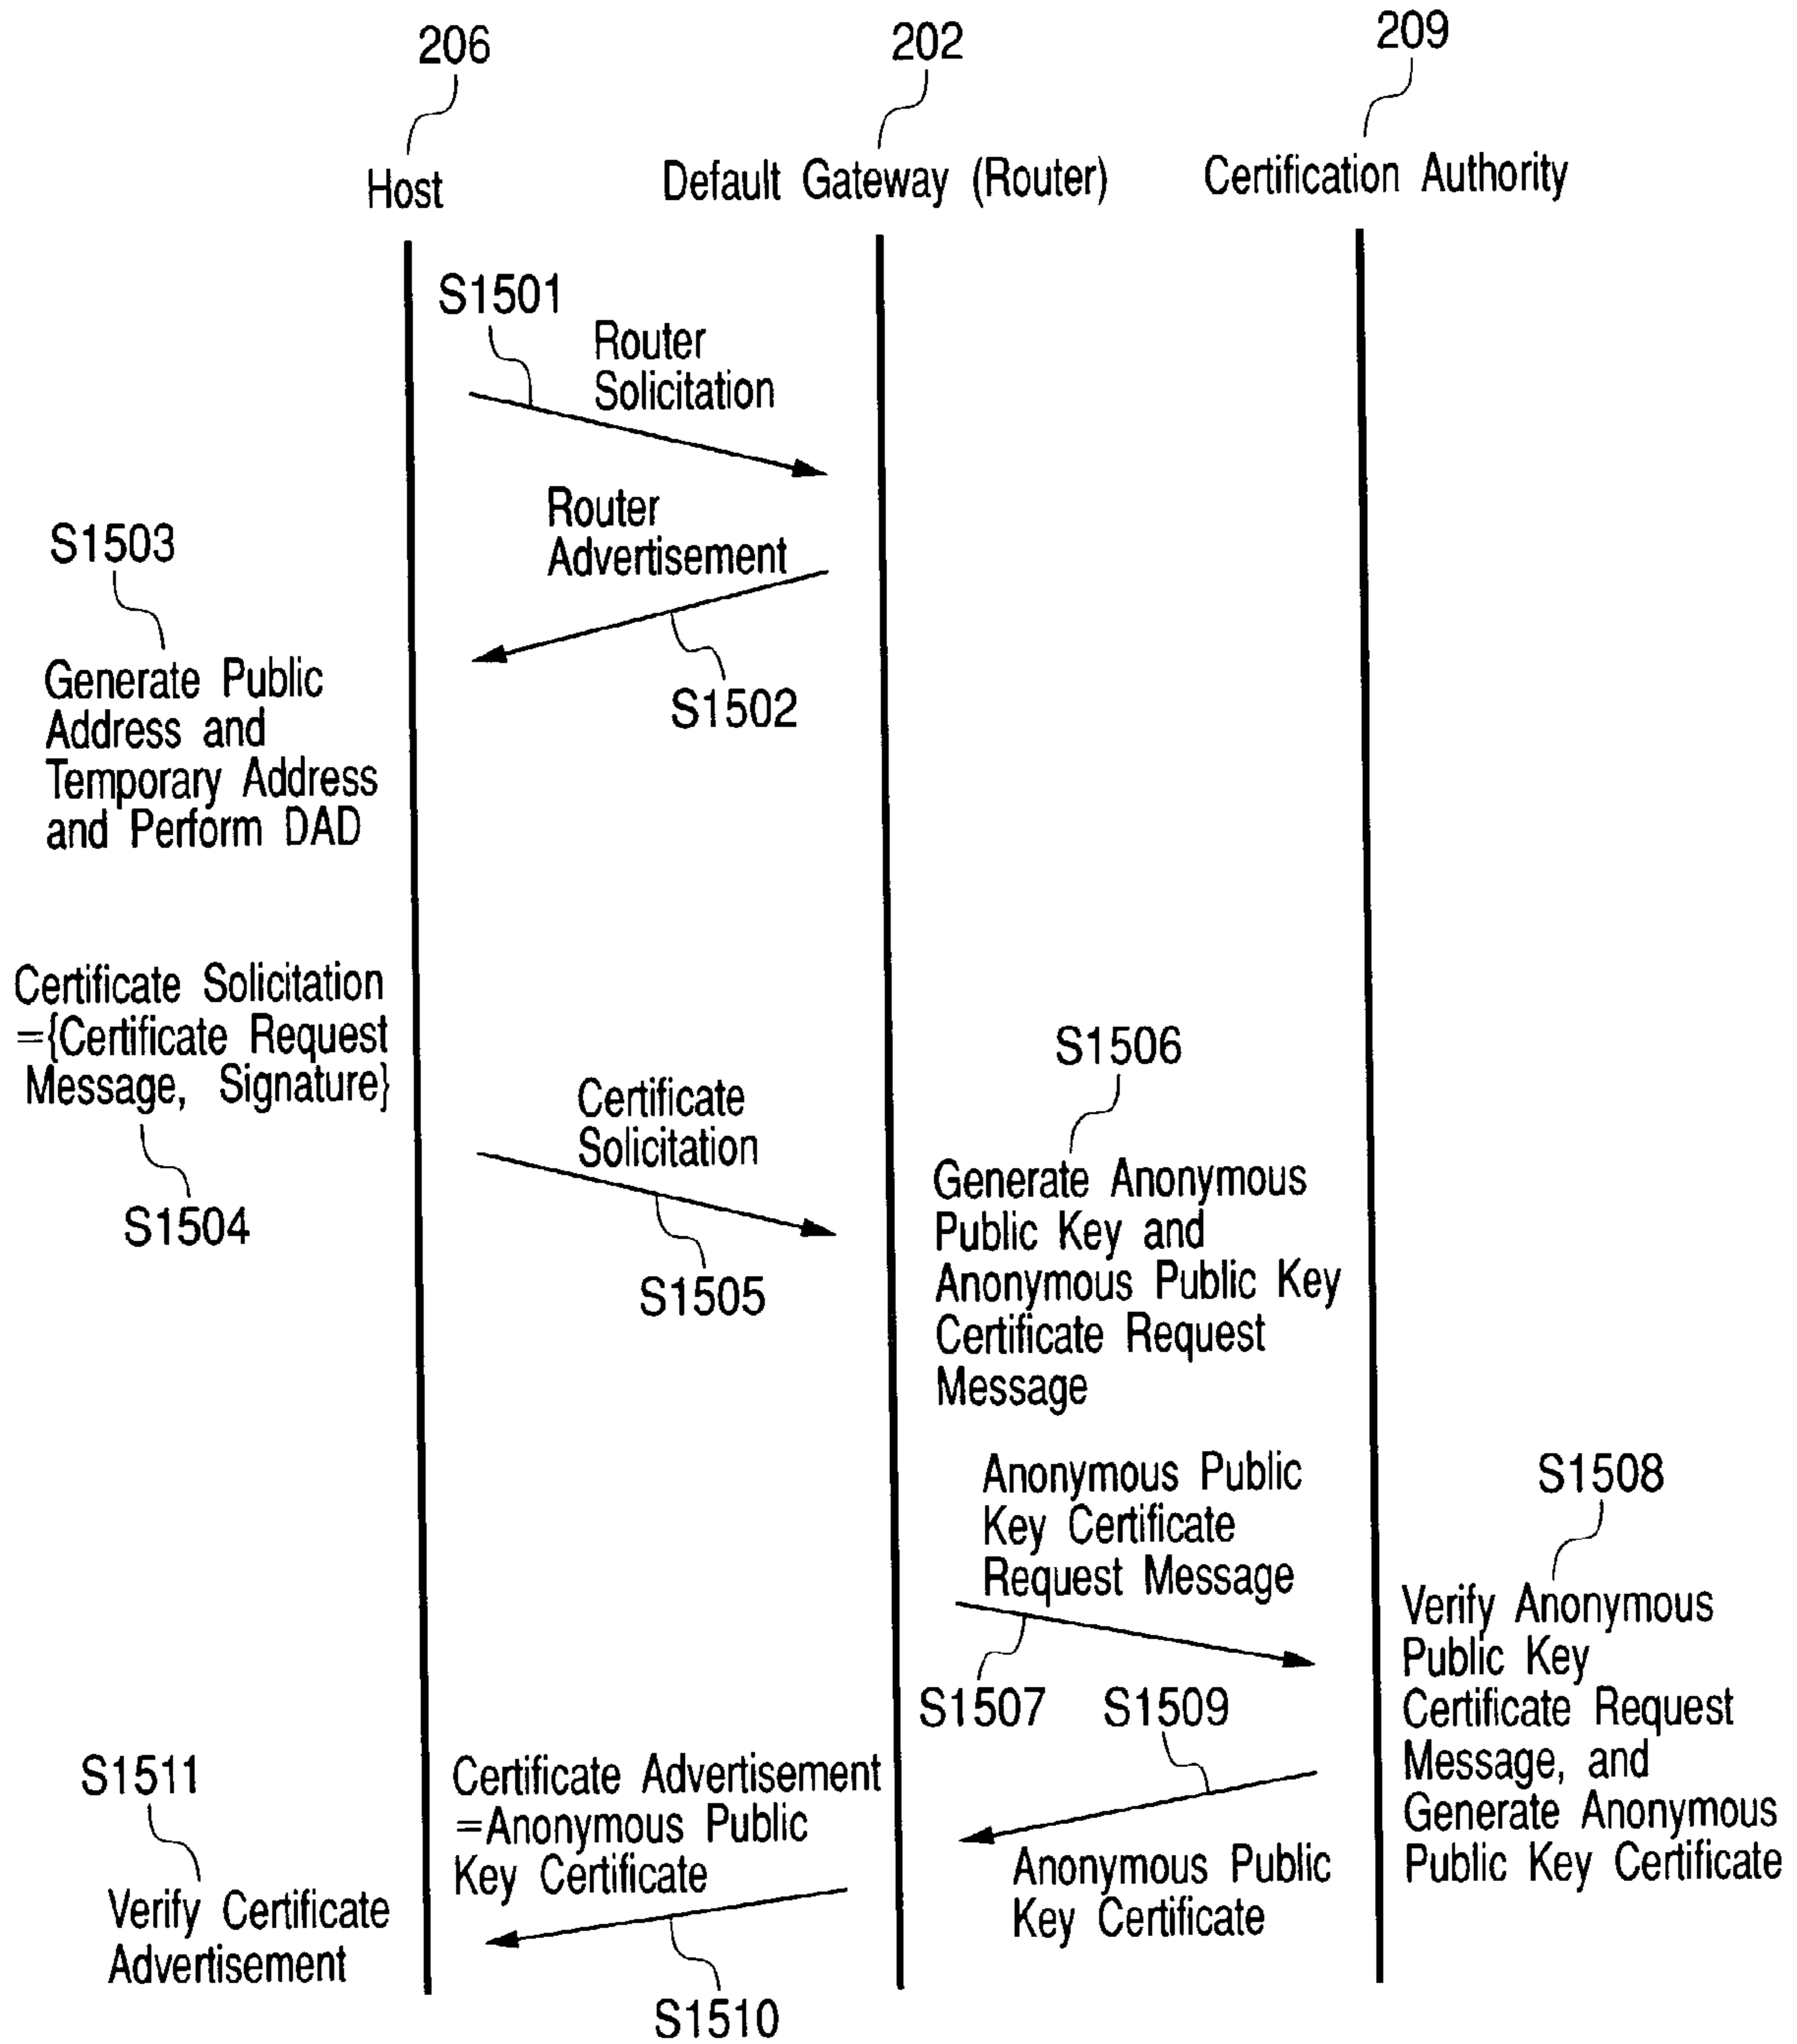 206
202
209
Host
Default Gateway (Router)
Certification Authority
S1501
Router
Solicitation
Router
Advertisement
S1502
S1503
Generate Public
Address and
Temporary Address
and Perform DAD
Certificate Solicitation
={Certificate Request
Message, Signature}
S1504
Certificate
Solicitation
S1505
S1506
Generate Anonymous
Public Key and
Anonymous Public Key
Certificate Request
Message
Anonymous Public
Key Certificate
Request Message
S1507
S1508
Verify Anonymous
Public Key
Certificate Request
Message, and
Generate Anonymous
Public Key Certificate
S1509
Anonymous Public
Key Certificate
Certificate Advertisement
=Anonymous Public
Key Certificate
S1510
S1511
Verify Certificate
Advertisement